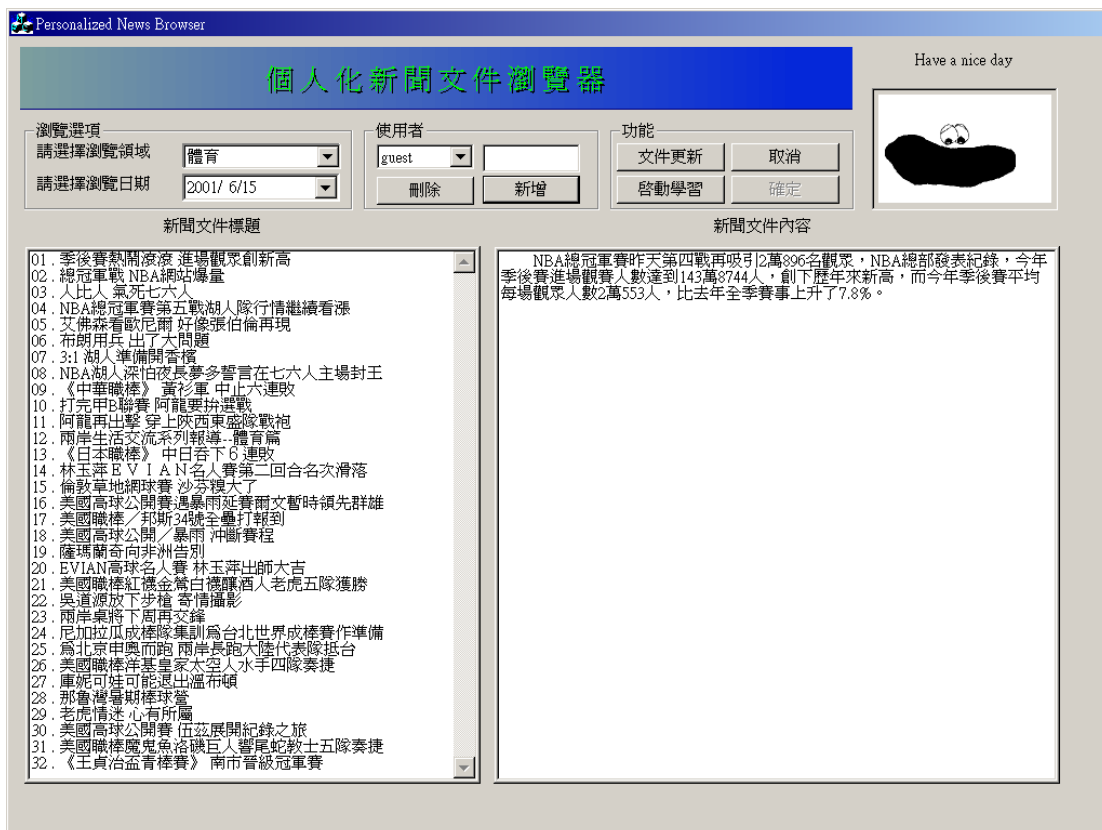 Personalized News Browser
個人化新聞文件瀏覽器
Have a nice day
瀏覽選項
請選擇瀏覽領域
體育
請選擇瀏覽日期
2001/ 6/15
使用者
guest
刪除
新增
功能
文件更新
取消
啓動學習
確定
新聞文件標題
01 . 季後賽熱鬧滾滾 進場觀眾創新高
02 . 總冠軍戰 NBA網站爆量
03 . 人比人 氣死七六人
04 . NBA總冠軍賽第五戰湖人隊行情繼續看漲
05 . 艾佛森看歐尼爾 好像張伯倫再現
06 . 布朗用兵 出了大問題
07 . 3:1 湖人準備開香檳
08 . NBA湖人深怕夜長夢多誓言在七六人主場封王
09 . 《中華職棒》 黃衫軍 中止六連敗
10 . 打完甲B聯賽 阿龍要拚選戰
11 . 阿龍再出擊 穿上陝西東盛隊戰袍
12 . 兩岸生活交流系列報導--體育篇
13 . 《日本職棒》 中日吞下６連敗
14 . 林玉萍ＥＶＩＡＮ名人賽第二回合名次滑落
15 . 倫敦草地網球賽 沙芬糗大了
16 . 美國高球公開賽遇暴雨延賽爾文暫時領先群雄
17 . 美國職棒／邦斯34號全壘打報到
18 . 美國高球公開／暴雨 沖斷賽程
19 . 薩瑪蘭奇向非洲告別
20 . EVIAN高球名人賽 林玉萍出師大吉
21 . 美國職棒紅襪金鶯白襪釀酒人老虎五隊獲勝
22 . 吳道源放下步槍 寄情攝影
23 . 兩岸桌將下周再交鋒
24 . 尼加拉瓜成棒隊集訓爲台北世界成棒賽作準備
25 . 爲北京申奧而跑 兩岸長跑大陸代表隊抵台
26 . 美國職棒洋基皇家太空人水手四隊奏捷
27 . 庫妮可娃可能退出溫布頓
28 . 那魯灣暑期棒球營
29 . 老虎情迷 心有所屬
30 . 美國高球公開賽 伍茲展開紀錄之旅
31 . 美國職棒魔鬼魚洛磯巨人響尾蛇教士五隊奏捷
32 . 《王貞治盃青棒賽》 南市晉級冠軍賽
新聞文件內容
NBA總冠軍賽昨天第四戰再吸引2萬896名觀眾，NBA總部發表紀錄，今年
季後賽進場觀賽人數達到143萬8744人，創下歷年來新高，而今年季後賽平均
每場觀眾人數2萬553人，比去年全季賽事上升了7.8%。